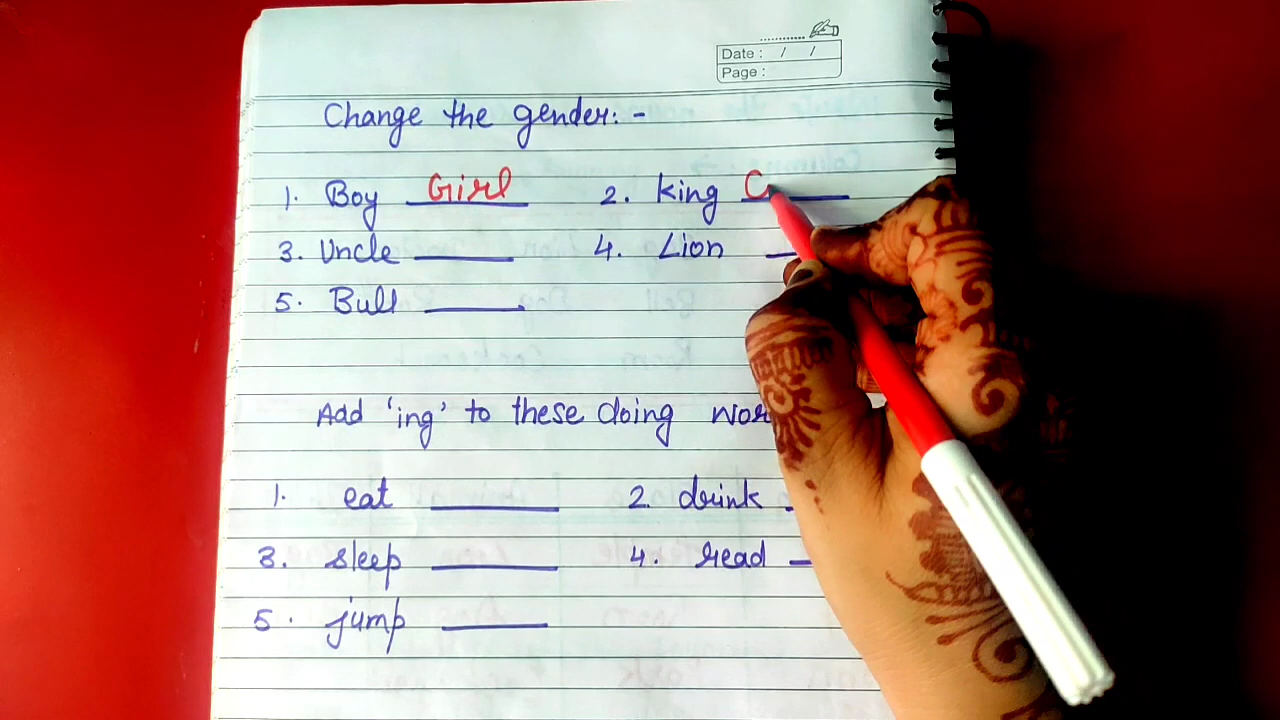 Date : / /
Page :
Change the gender: -
1. Boy Girl 2. King
3. Uncle 4. Lion
5. Bull
Add 'ing' to these doing
1. eat 2. drink
3. sleep 4. read
5. jump